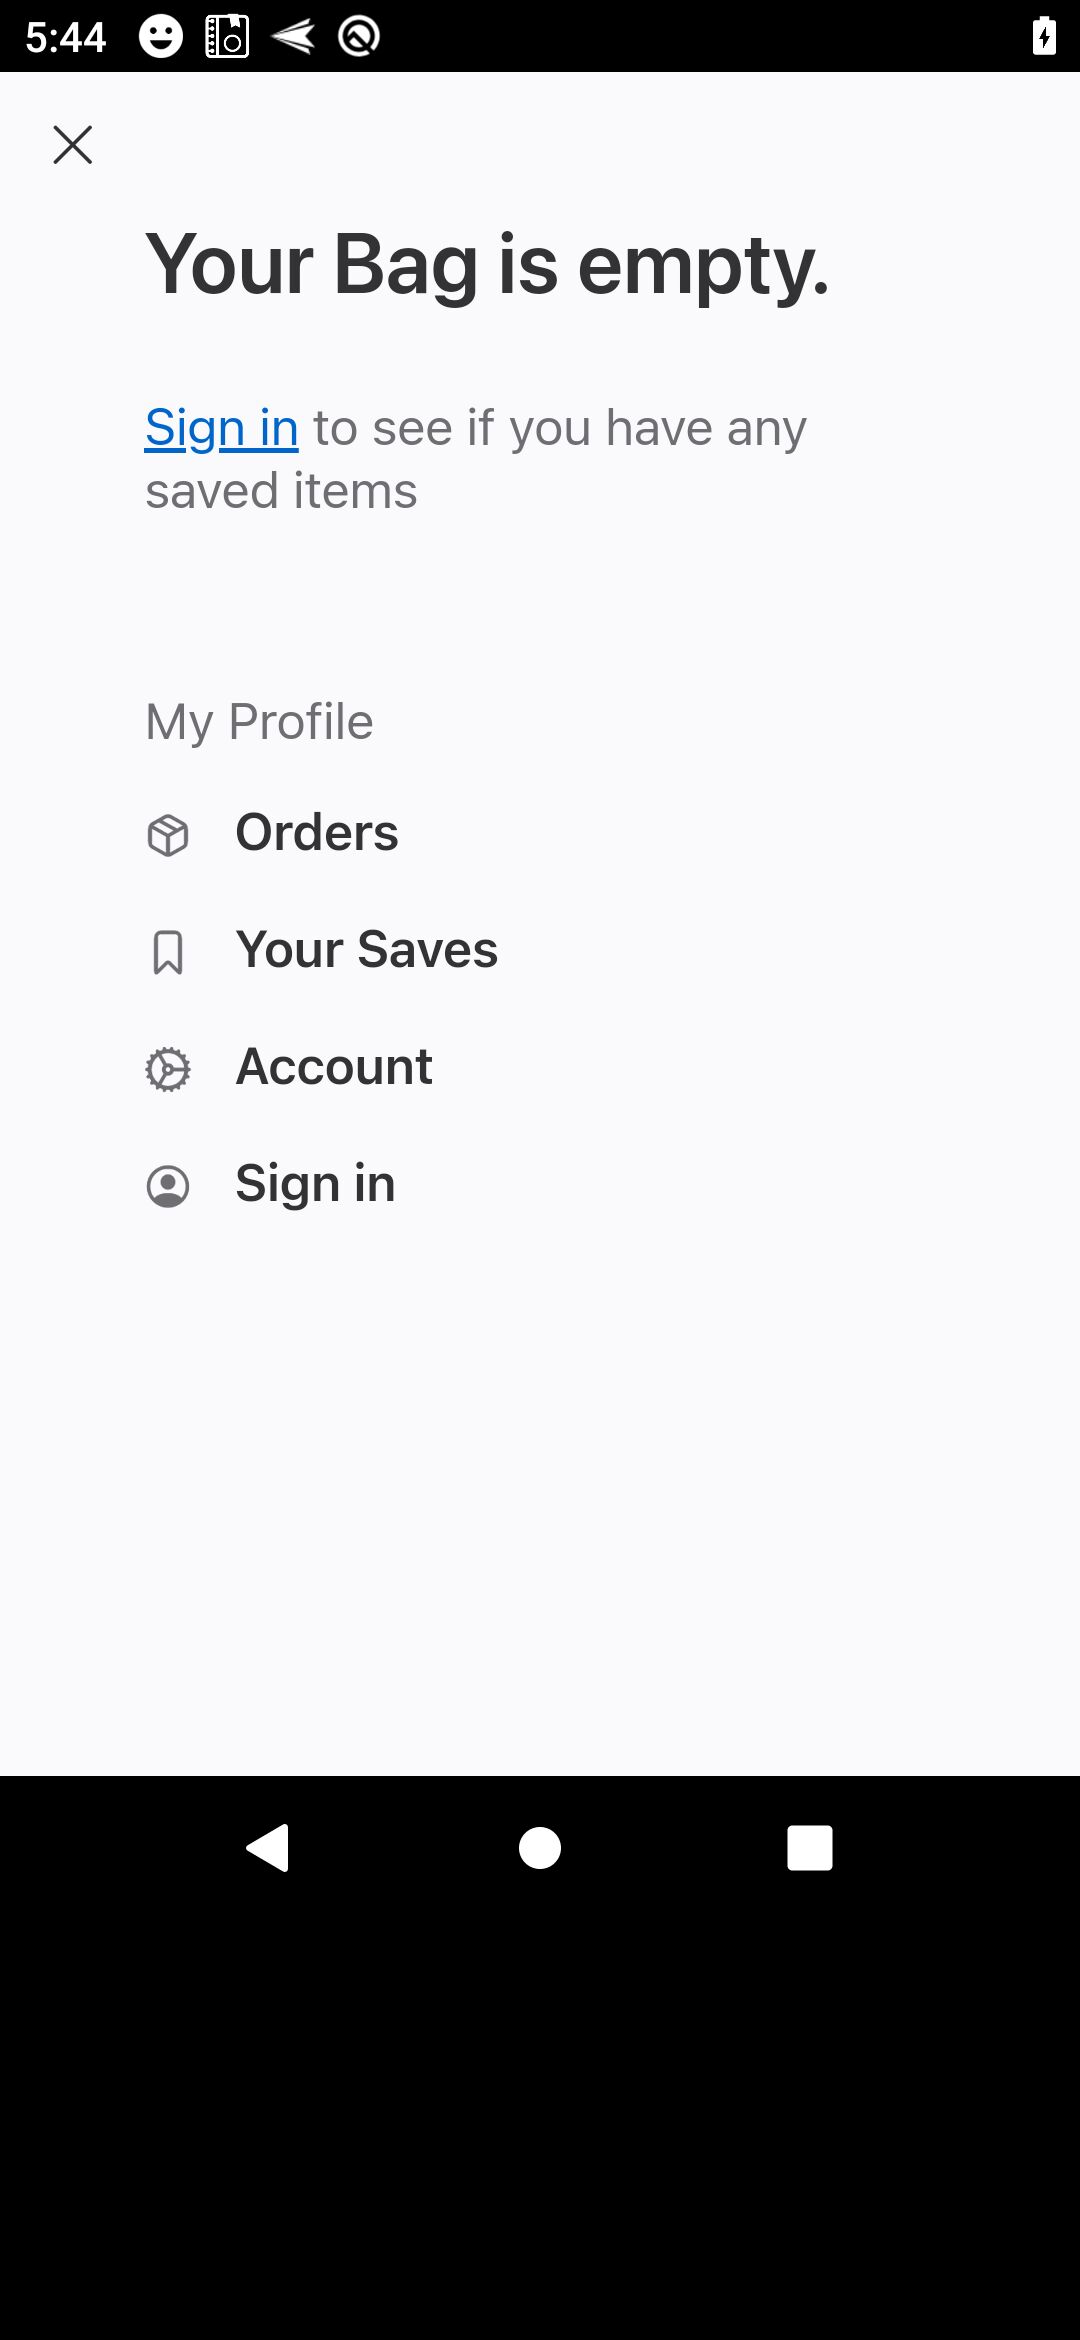 5:44
Your Bag is empty.
Sign in to see if you have any
saved items
My Profile
Orders
Your Saves
Account
Sign in